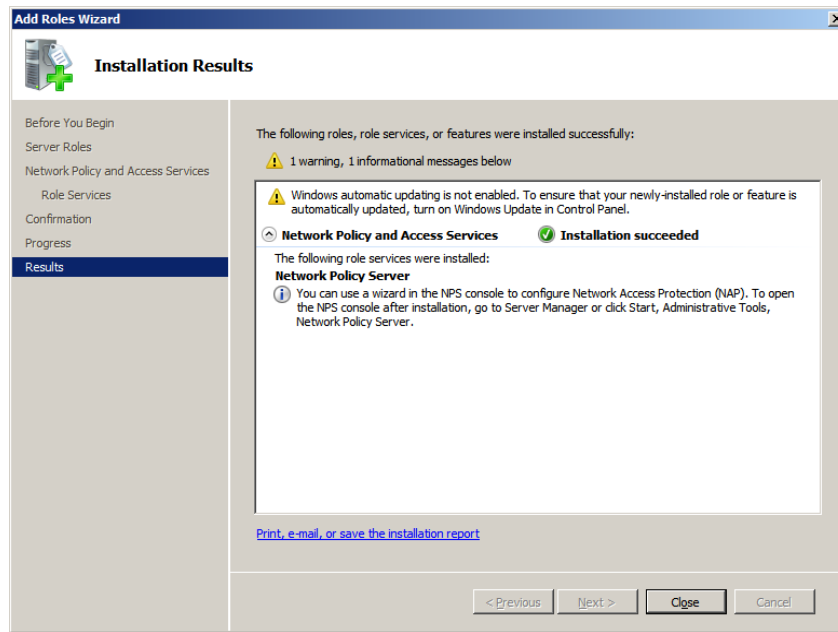 Add Roles Wizard
Installation Results
Before You Begin
Server Roles
Network Policy and Access Services
Role Services
Confirmation
Progress
Results
The following roles, role services, or features were installed successfully:
1 warning, 1 informational messages below
Windows automatic updating is not enabled. To ensure that your newly-installed role or feature is
automatically updated, turn on Windows Update in Control Panel.
Network Policy and Access Services Installation succeeded
The following role services were installed:
Network Policy Server
You can use a wizard in the NPS console to configure Network Access Protection (NAP). To open
the NPS console after installation, go to Server Manager or click Start, Administrative Tools,
Network Policy Server.
Print, e-mail, or save the installation report
< Previous Next > Close Cancel